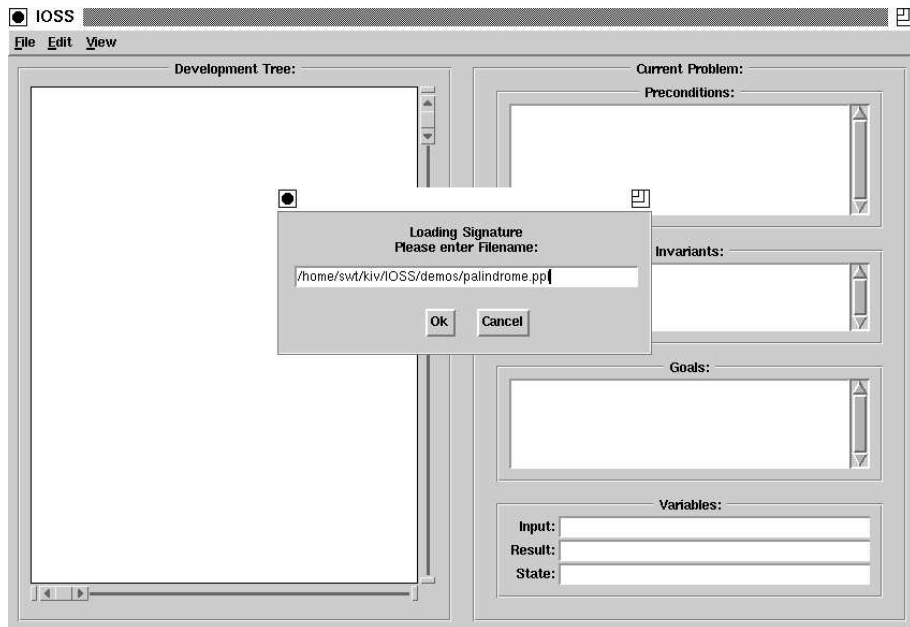 IOSS
File Edit View
Development Tree:
Current Problem:
Preconditions:
Loading Signature
Please enter Filename:
/home/swt/kiv/IOSS/demos/palindrome.ppl
Ok Cancel
Invariants:
Goals:
Variables:
Input:
Result:
State: